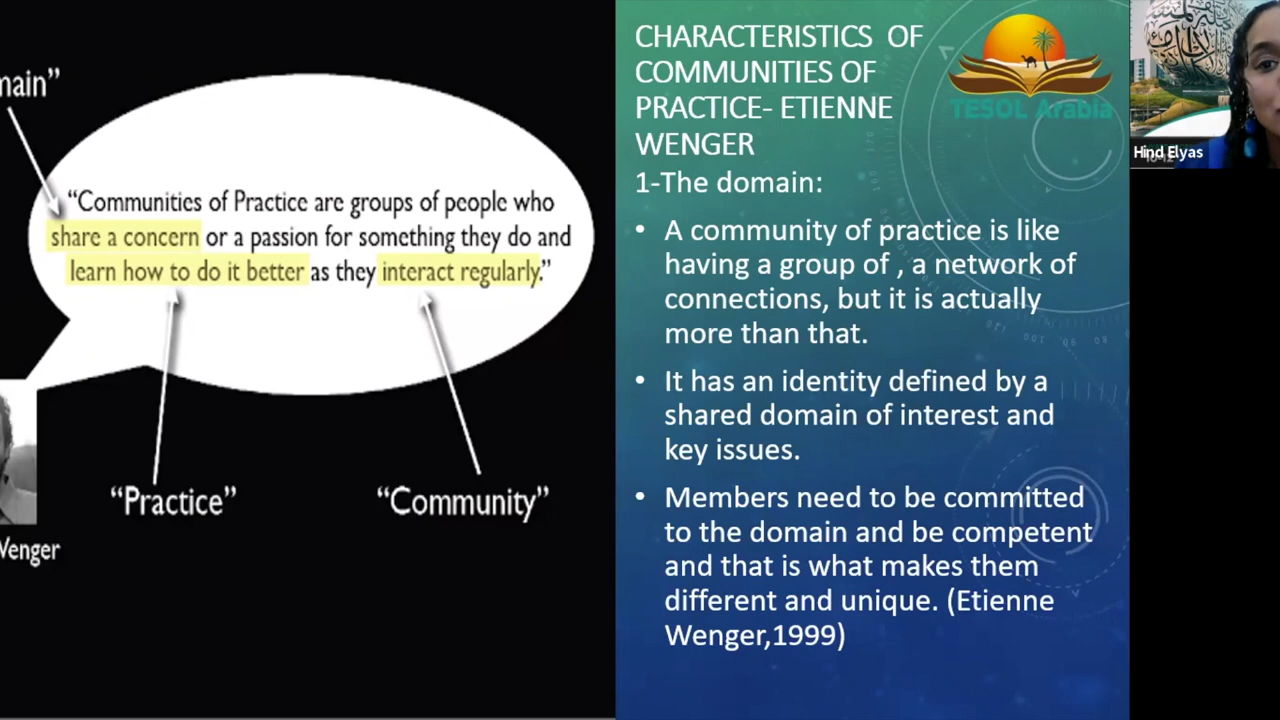 main”
“Communities of Practice are groups of people who
share a concern or a passion for something they do and
learn how to do it better as they interact regularly.”
“Practice”
“Community”
Wenger
CHARACTERISTICS OF
COMMUNITIES OF
PRACTICE- ETIENNE
WENGER
1-The domain:
• A community of practice is like
having a group of , a network of
connections, but it is actually
more than that.
• It has an identity defined by a
shared domain of interest and
key issues.
• Members need to be committed
to the domain and be competent
and that is what makes them
different and unique. (Etienne
Wenger,1999)
TESOL Arabia
Hind Elyas